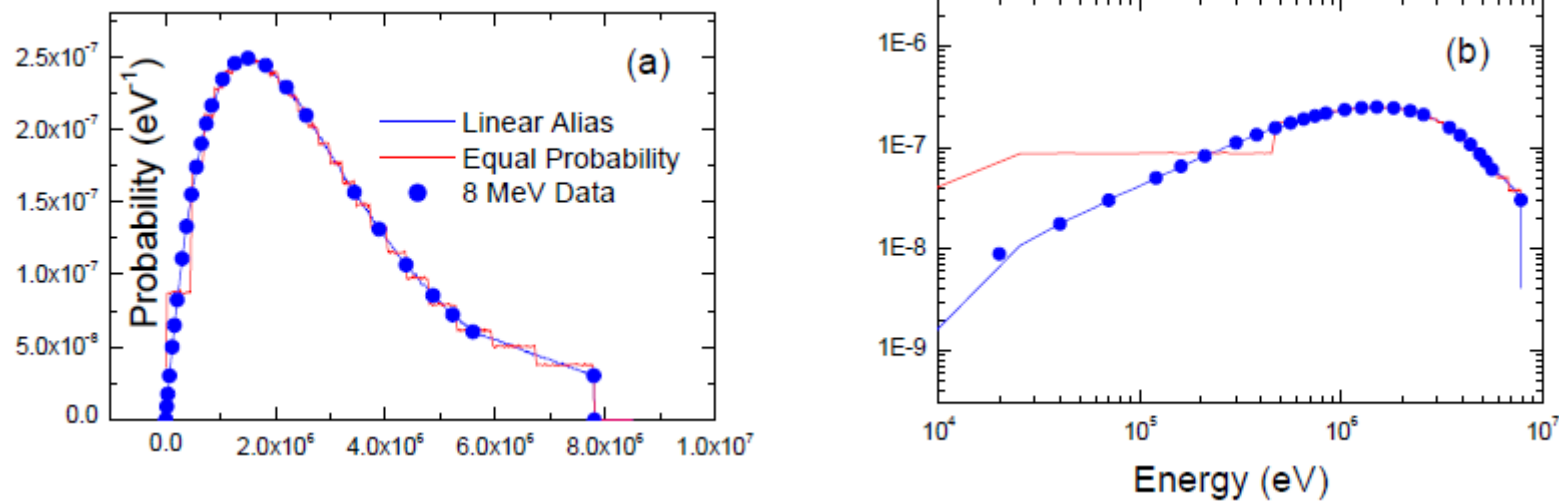 2.5x10⁻⁷
2.0x10⁻⁷
1.5x10⁻⁷
1.0x10⁻⁷
5.0x10⁻⁸
0.0
Probability (eV⁻¹)
(a)
Linear Alias
Equal Probability
8 MeV Data
0.0 2.0x10⁶ 4.0x10⁶ 6.0x10⁶ 8.0x10⁶ 1.0x10⁷
1E-6
1E-7
1E-8
1E-9
(b)
10⁴ 10⁵ 10⁶ 10⁷
Energy (eV)